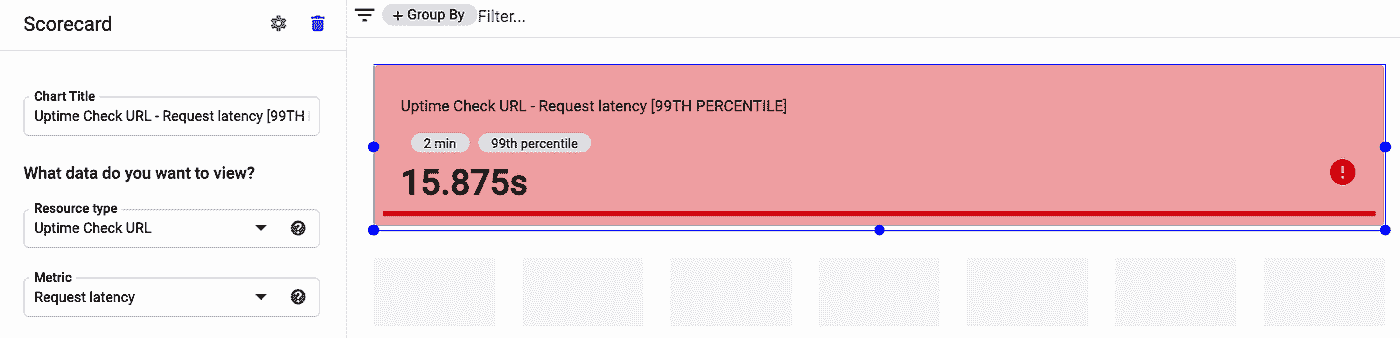 Scorecard
Chart Title
Uptime Check URL - Request latency [99TH
What data do you want to view?
Resource type
Uptime Check URL
Metric
Request latency
+ Group By Filter...
Uptime Check URL - Request latency [99TH PERCENTILE]
2 min 99th percentile
15.875s